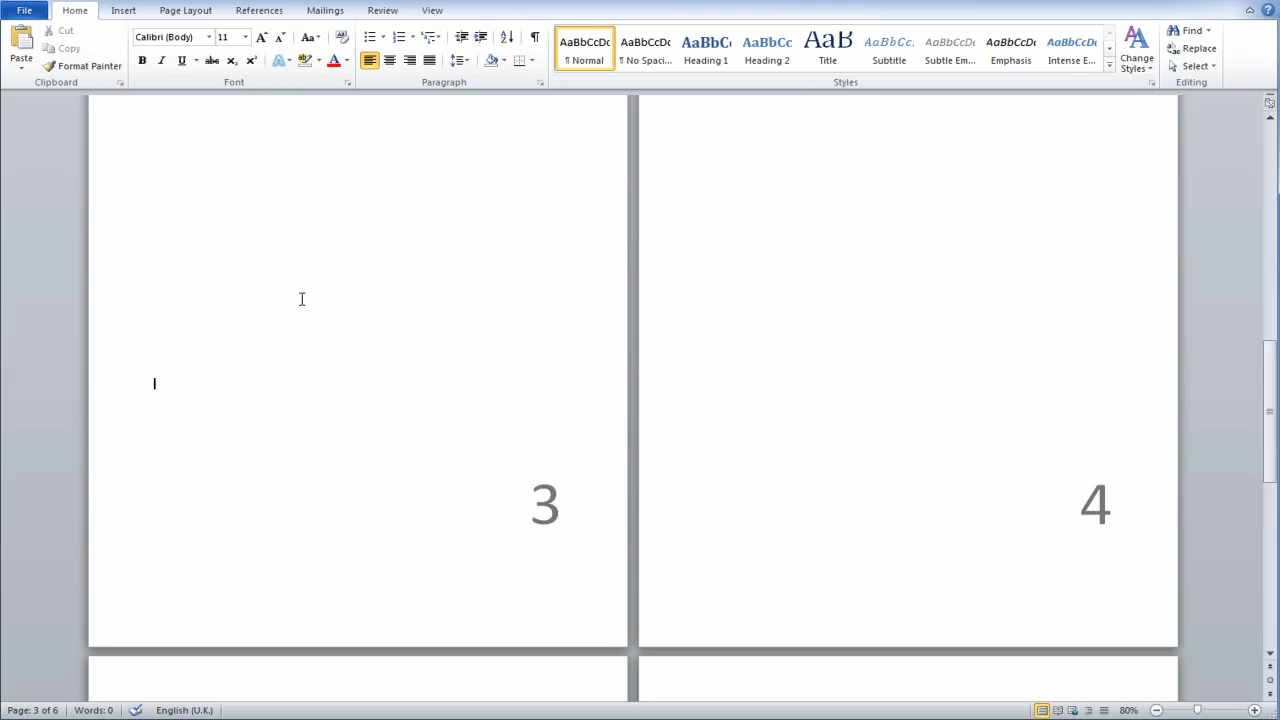 File Home Insert Page Layout References Mailings Review View
Cut
Copy
Paste
Format Painter
Clipboard
Calibri (Body) 11
Font
Paragraph
AaBbCcDc AaBbCcDc AaBbC AaBbCc AaB AaBbCc. AaBbCcDc AaBbCcDc AaBbCcDc
¶ Normal ¶ No Spaci... Heading 1 Heading 2 Title Subtitle Subtle Em... Emphasis Intense E...
Styles
Change Styles
Find
Replace
Select
Editing
3
4
Page: 3 of 6 Words: 0 English (U.K.) 80%